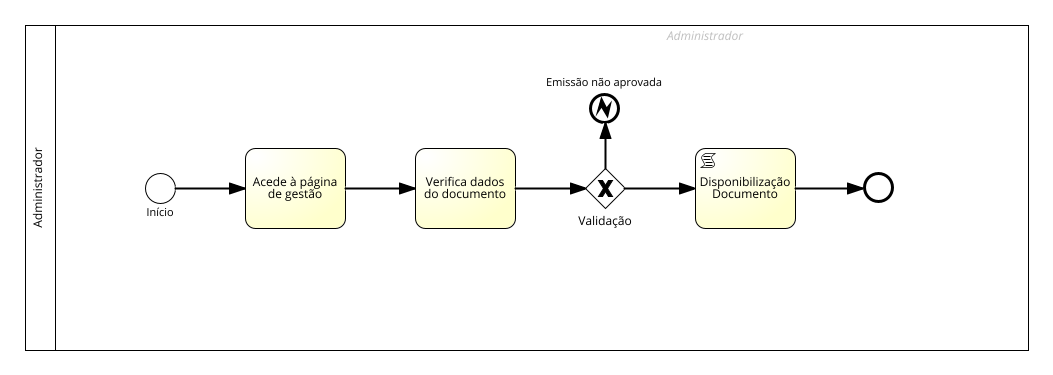 Administrador
Administrador
Emissão não aprovada
Início
Acede à página
de gestão
Verifica dados
do documento
Validação
Disponibilização
Documento